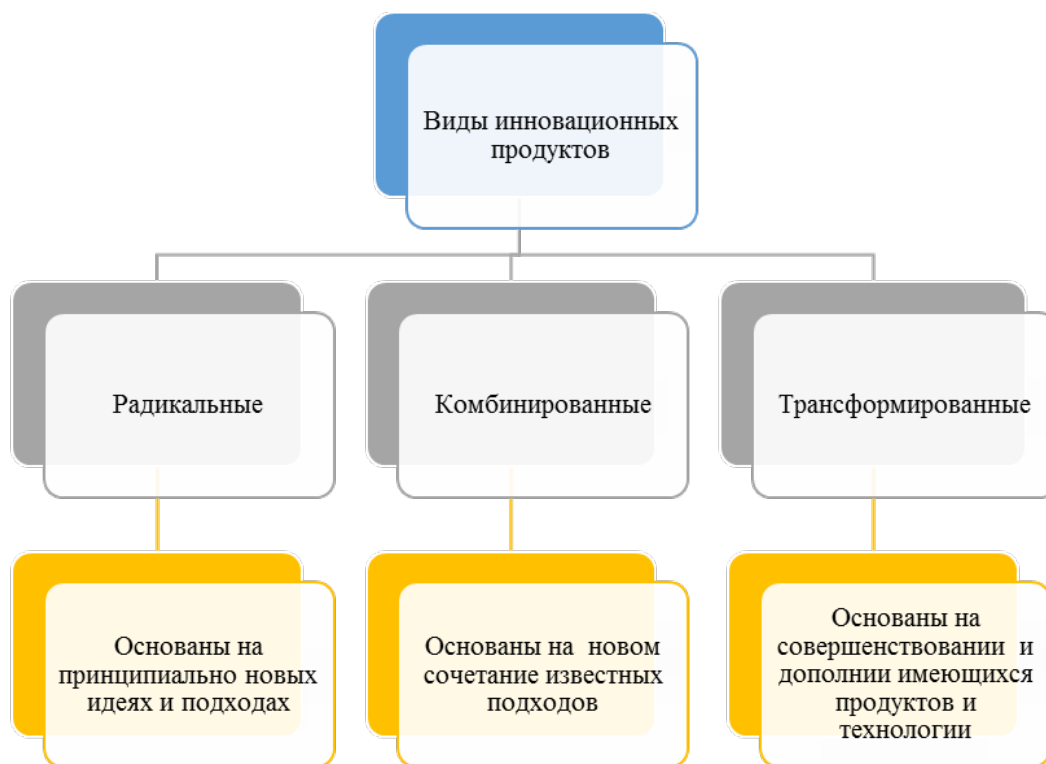 Виды инновационных
продуктов
Радикальные
Комбинированные
Трансформированные
Основаны на
принципиально новых
идеях и подходах
Основаны на новом
сочетание известных
подходов
Основаны на
совершенствовании и
дополнии имеющихся
продуктов и
технологии